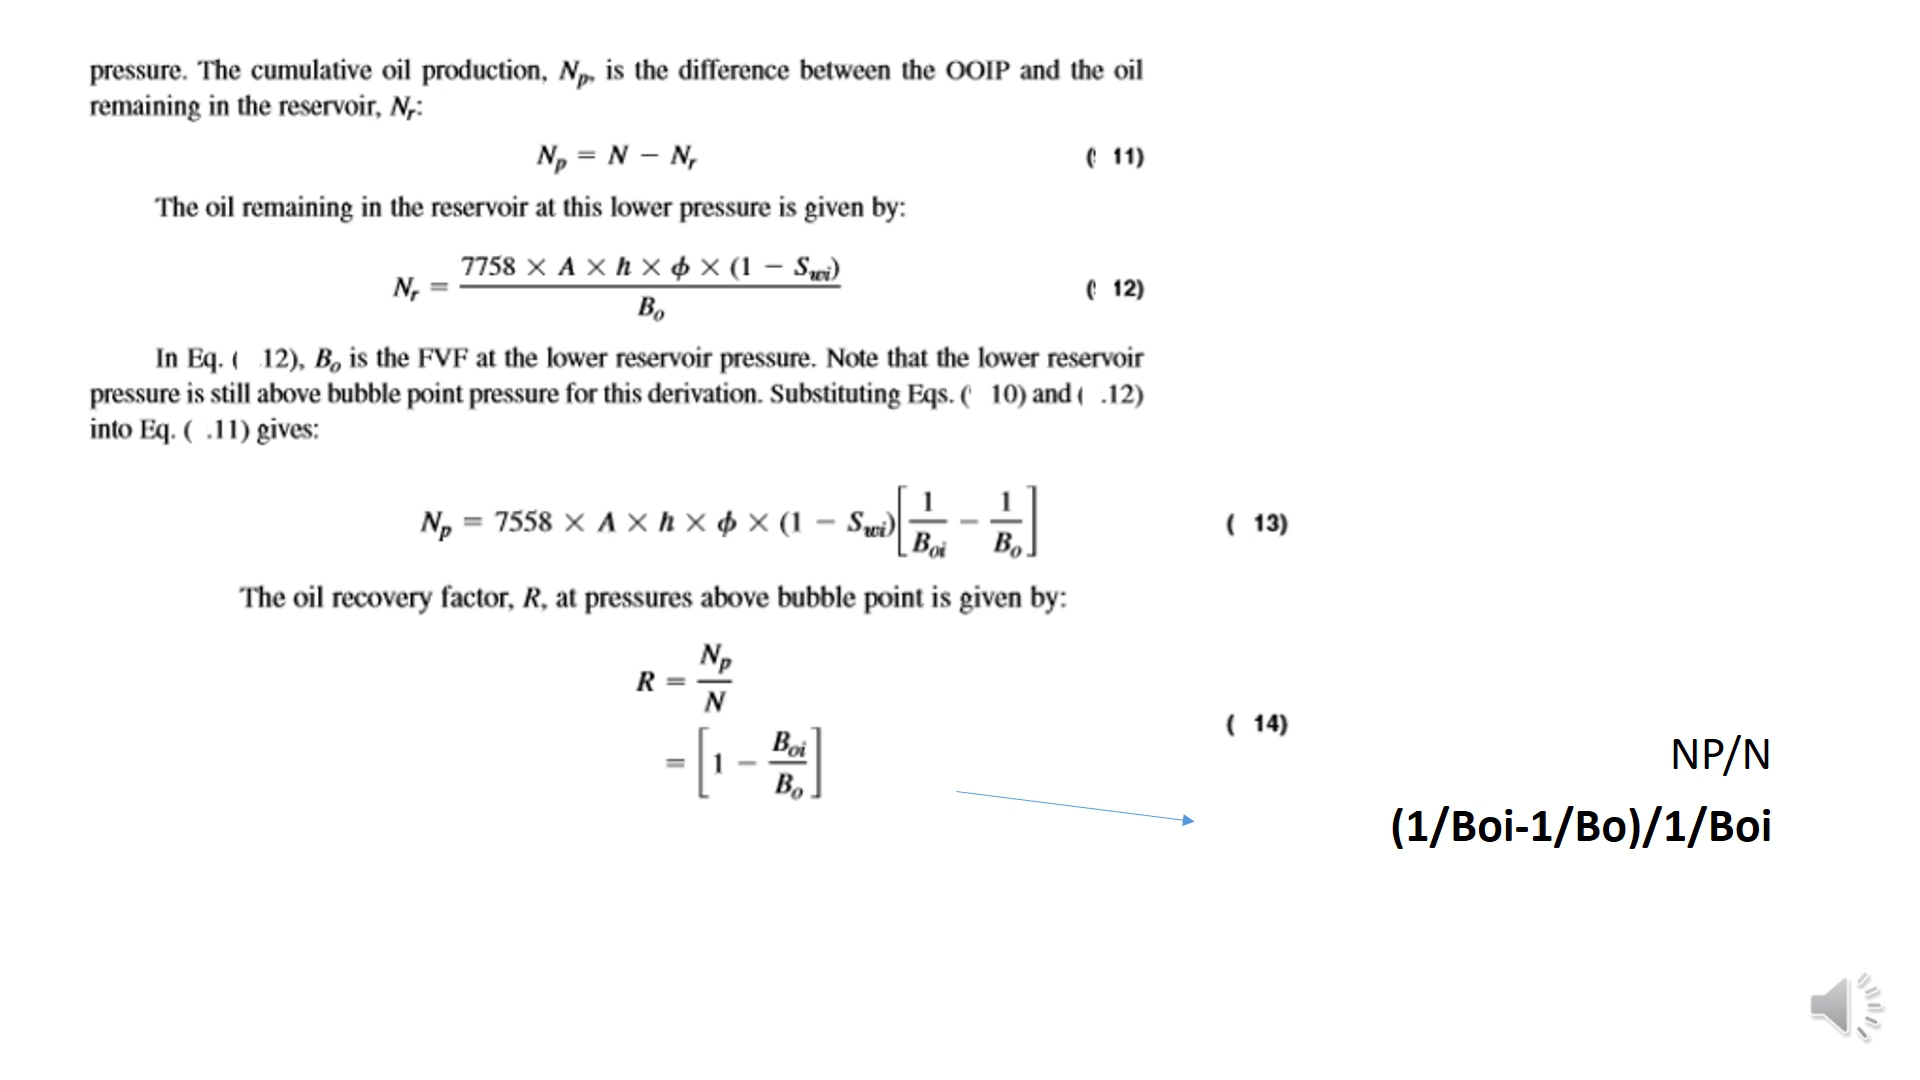 pressure. The cumulative oil production, Np, is the difference between the OOIP and the oil
remaining in the reservoir, Nr:
Np = N − Nr ( 11)
The oil remaining in the reservoir at this lower pressure is given by:
Nr = 7758 × A × h × ϕ × (1 − Swi) / Bo ( 12)
In Eq. ( 12), Bo is the FVF at the lower reservoir pressure. Note that the lower reservoir
pressure is still above bubble point pressure for this derivation. Substituting Eqs. ( 10) and ( .12)
into Eq. ( .11) gives:
Np = 7558 × A × h × ϕ × (1 − Swi)[1/Boi − 1/Bo] ( 13)
The oil recovery factor, R, at pressures above bubble point is given by:
R = Np/N
= [1 − Boi/Bo] ( 14)
NP/N
(1/Boi-1/Bo)/1/Boi